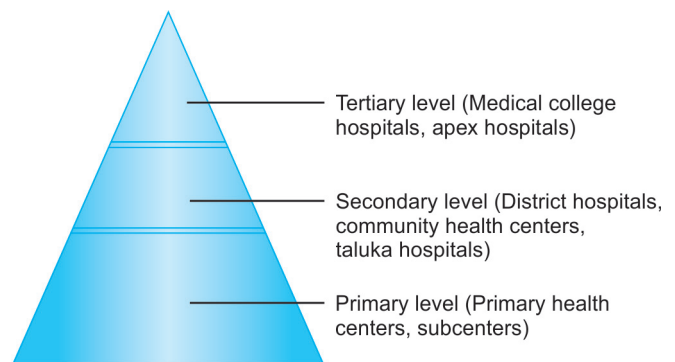 Tertiary level (Medical college
hospitals, apex hospitals)
Secondary level (District hospitals,
community health centers,
taluka hospitals)
Primary level (Primary health
centers, subcenters)